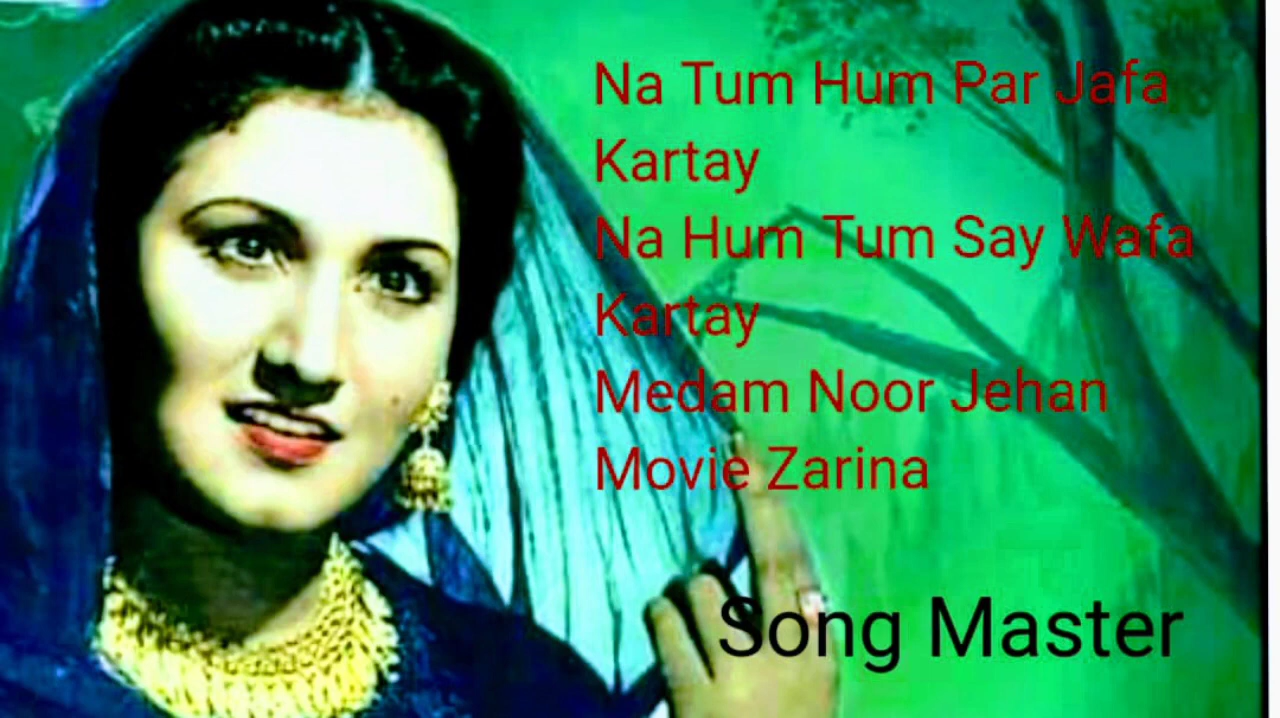 Na Tum Hum Par Jafa
Kartay
Na Hum Tum Say Wafa
Kartay
Medam Noor Jehan
Movie Zarina
Song Master